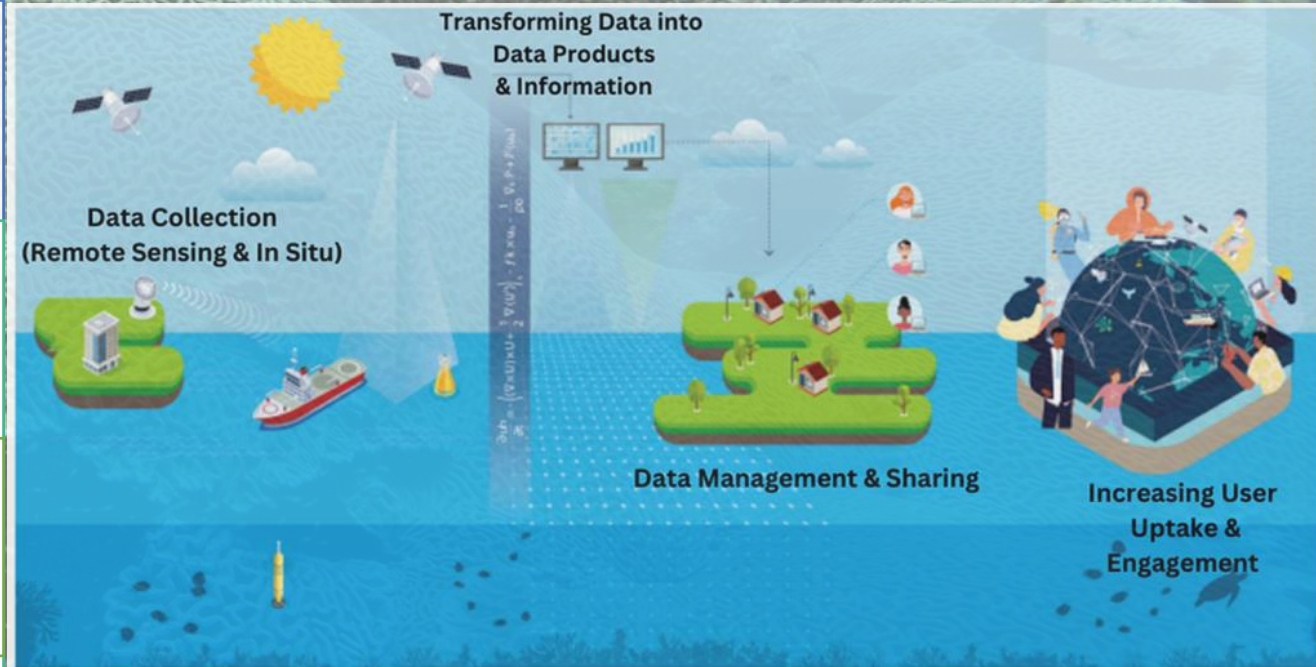 Transforming Data into
Data Products
& Information
Data Collection
(Remote Sensing & In Situ)
Data Management & Sharing
Increasing User
Uptake &
Engagement